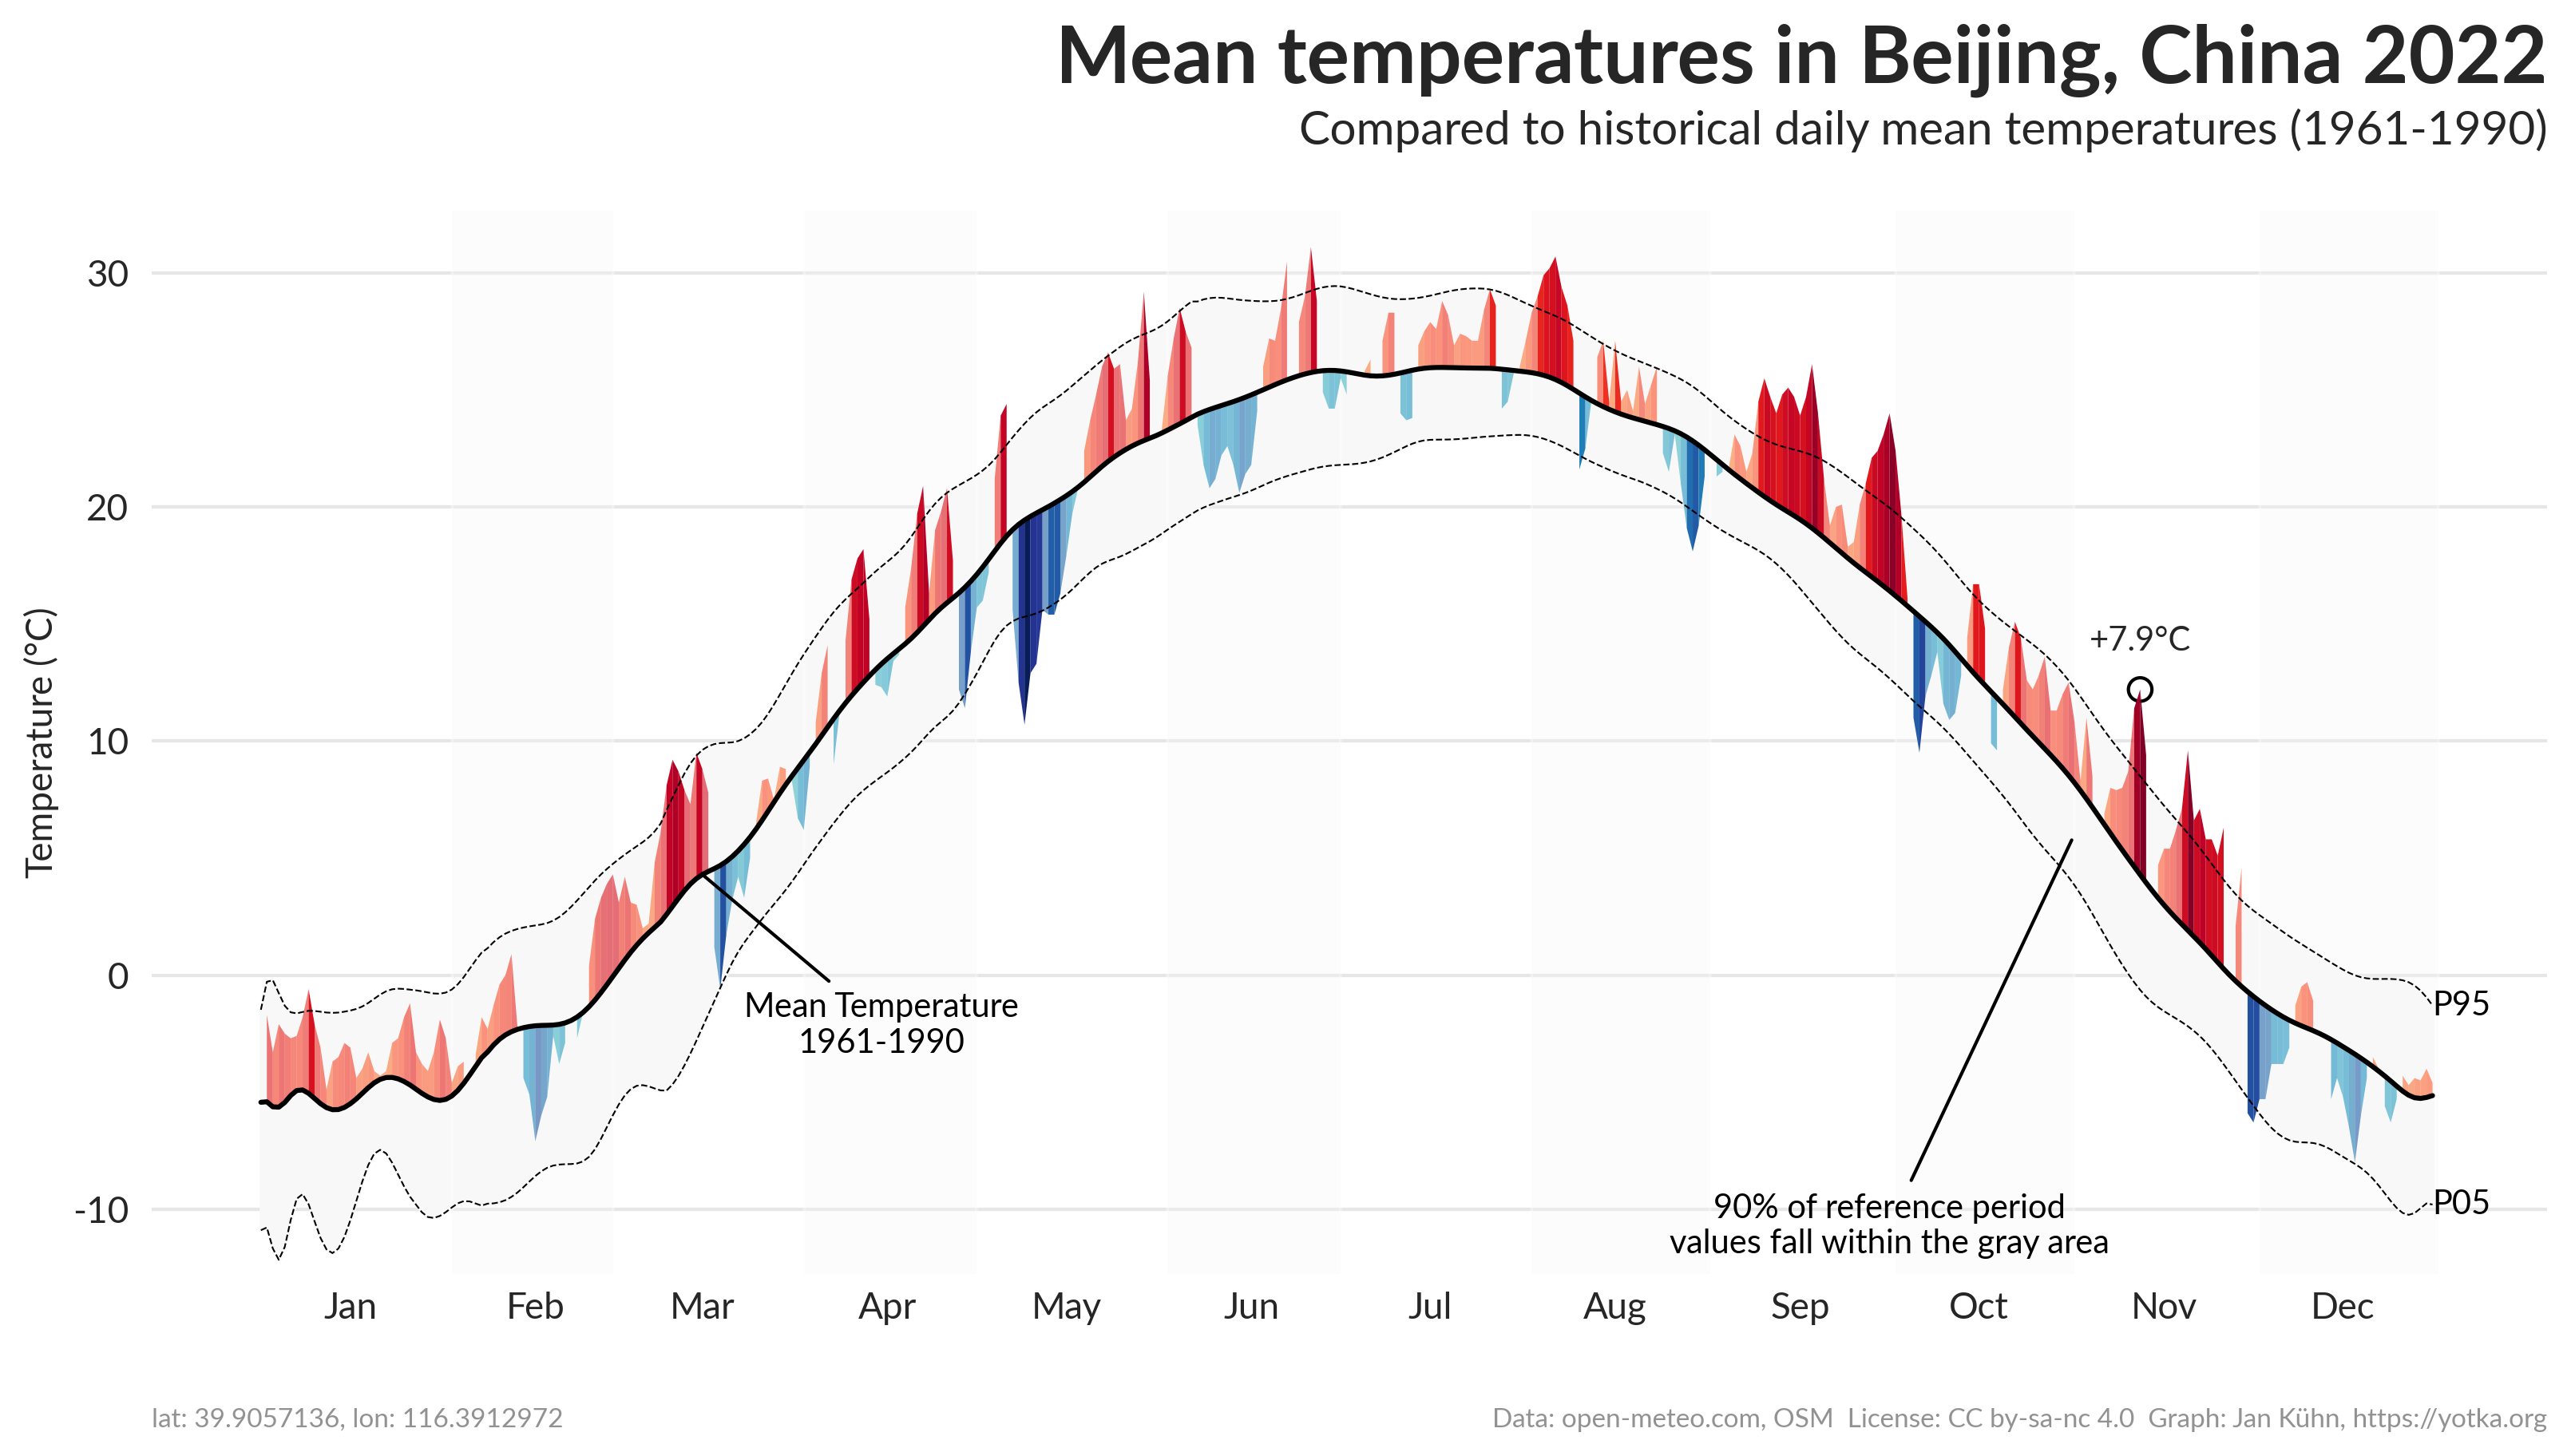 Mean temperatures in Beijing, China 2022
Compared to historical daily mean temperatures (1961-1990)
Temperature (°C)
30
20
10
0
-10
+7.9°C
Mean Temperature
1961-1990
P95
P05
90% of reference period
values fall within the gray area
Jan Feb Mar Apr May Jun Jul Aug Sep Oct Nov Dec
lat: 39.9057136, lon: 116.3912972
Data: open-meteo.com, OSM License: CC by-sa-nc 4.0 Graph: Jan Kühn, https://yotka.org